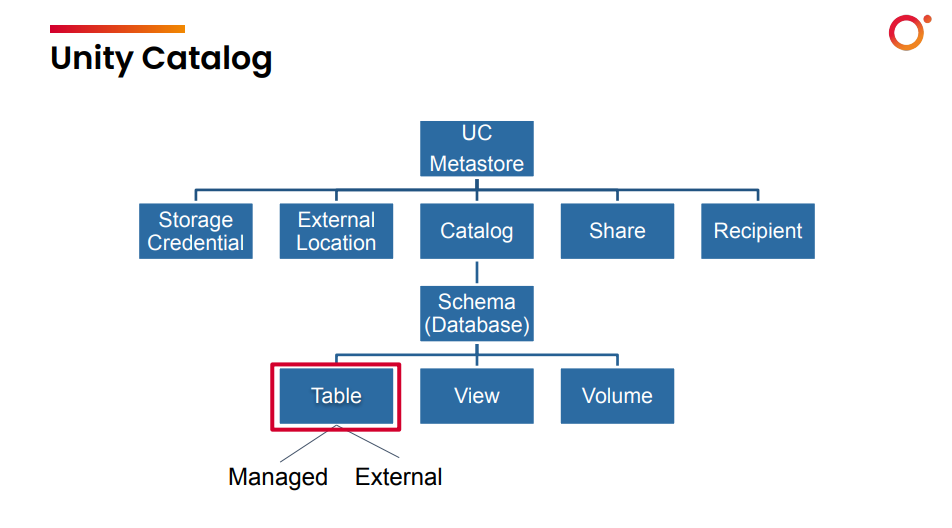 Unity Catalog
UC
Metastore
Storage
Credential
External
Location
Catalog
Share
Recipient
Schema
(Database)
Table
View
Volume
Managed
External